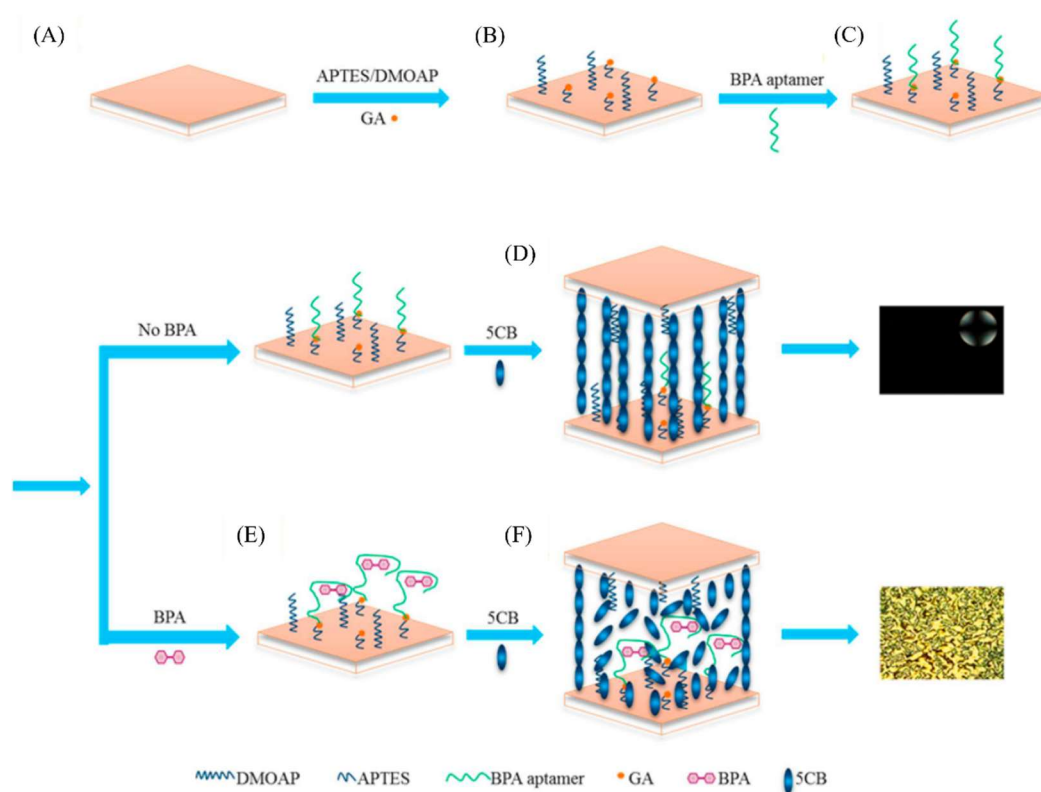 (A)
APTES/DMOAP
GA
(B)
BPA aptamer
(C)
No BPA
5CB
(D)
BPA
(E)
5CB
(F)
DMOAP
APTES
BPA aptamer
GA
BPA
5CB